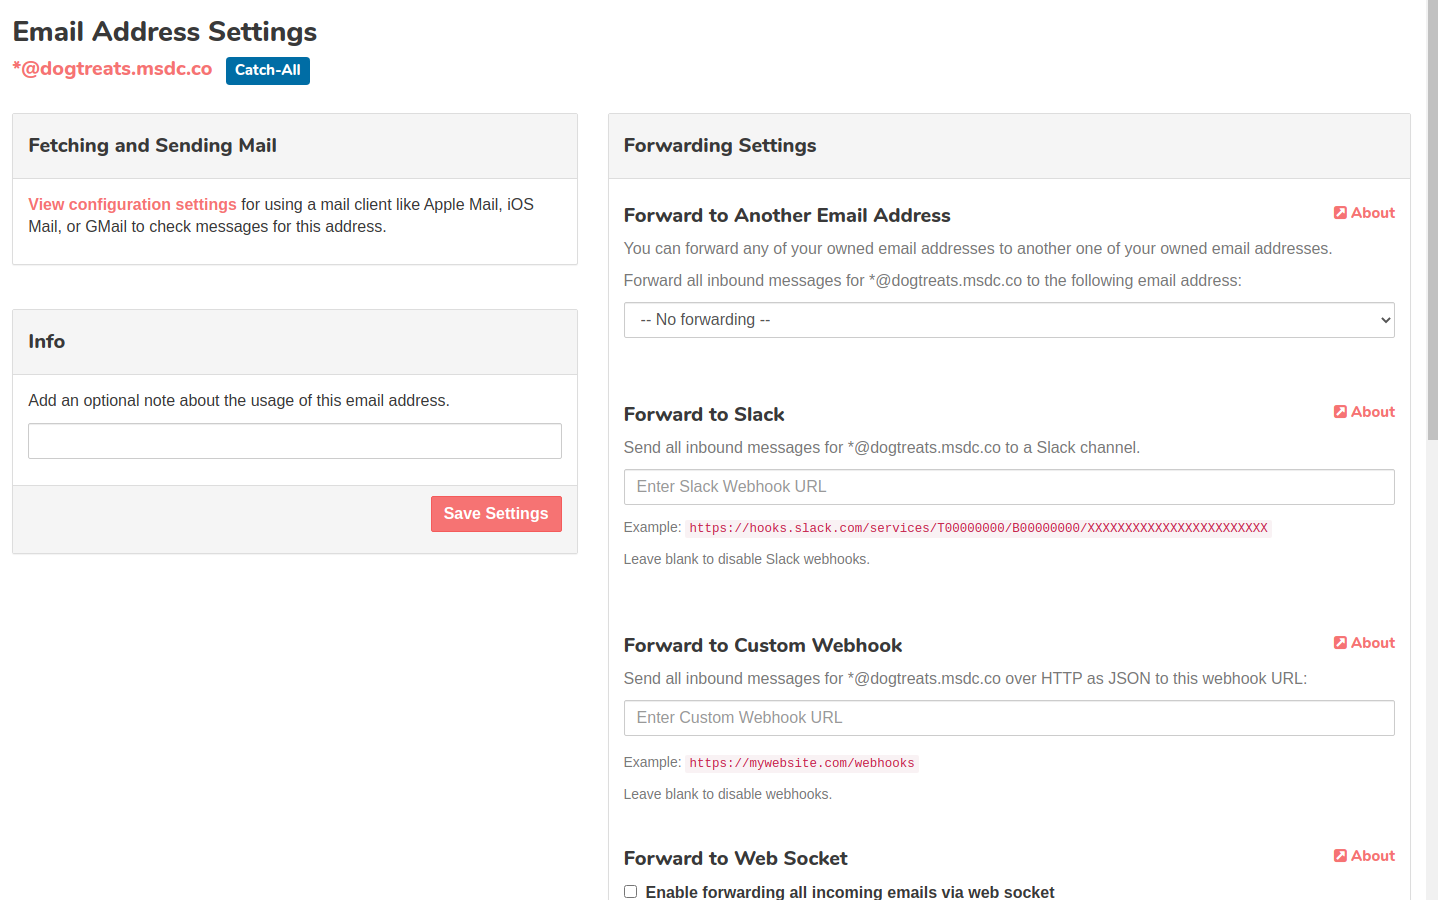 Email Address Settings
*@dogtreats.msdc.co Catch-All
Fetching and Sending Mail
View configuration settings for using a mail client like Apple Mail, iOS
Mail, or GMail to check messages for this address.
Info
Add an optional note about the usage of this email address.
Save Settings
Forwarding Settings
Forward to Another Email Address About
You can forward any of your owned email addresses to another one of your owned email addresses.
Forward all inbound messages for *@dogtreats.msdc.co to the following email address:
-- No forwarding --
Forward to Slack About
Send all inbound messages for *@dogtreats.msdc.co to a Slack channel.
Enter Slack Webhook URL
Example: https://hooks.slack.com/services/T00000000/B00000000/XXXXXXXXXXXXXXXXXXXXXXXX
Leave blank to disable Slack webhooks.
Forward to Custom Webhook About
Send all inbound messages for *@dogtreats.msdc.co over HTTP as JSON to this webhook URL:
Enter Custom Webhook URL
Example: https://mywebsite.com/webhooks
Leave blank to disable webhooks.
Forward to Web Socket About
Enable forwarding all incoming emails via web socket